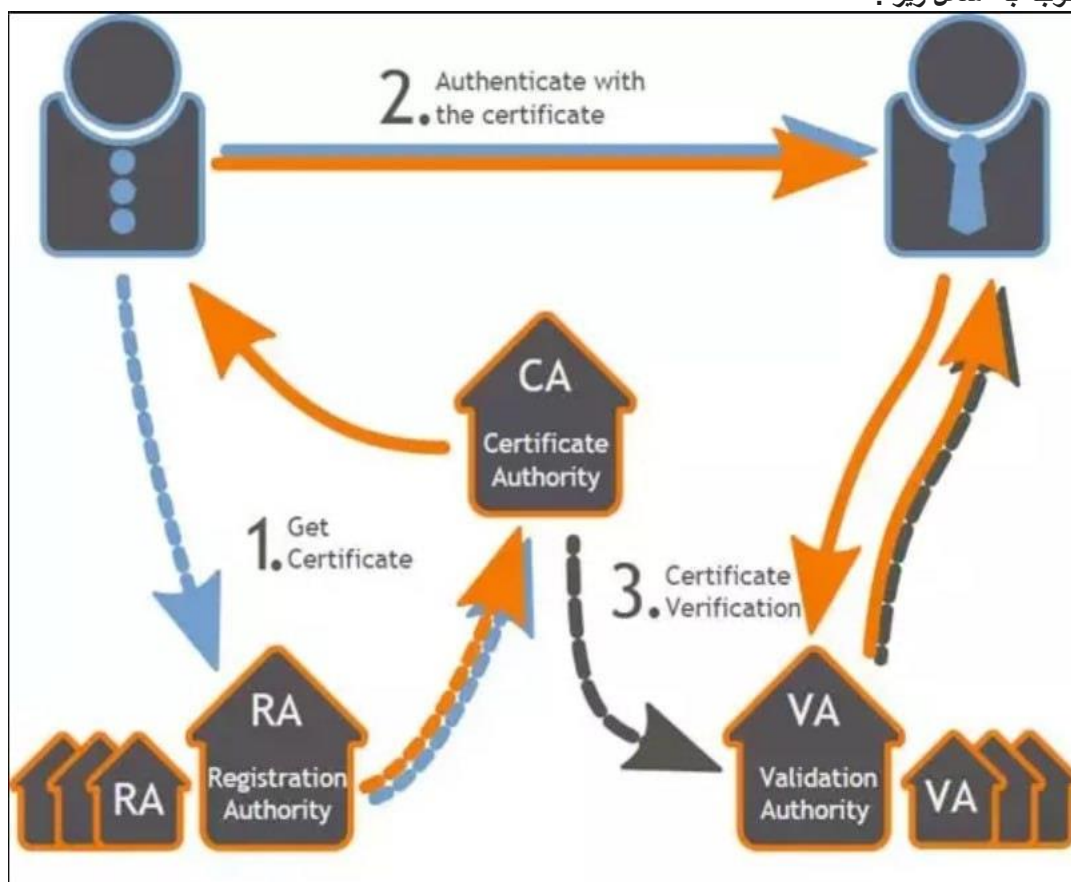 2. Authenticate with
the certificate
CA
Certificate
Authority
1. Get
Certificate
3. Certificate
Verification
RA
Registration
Authority
RA
VA
Validation
Authority
VA